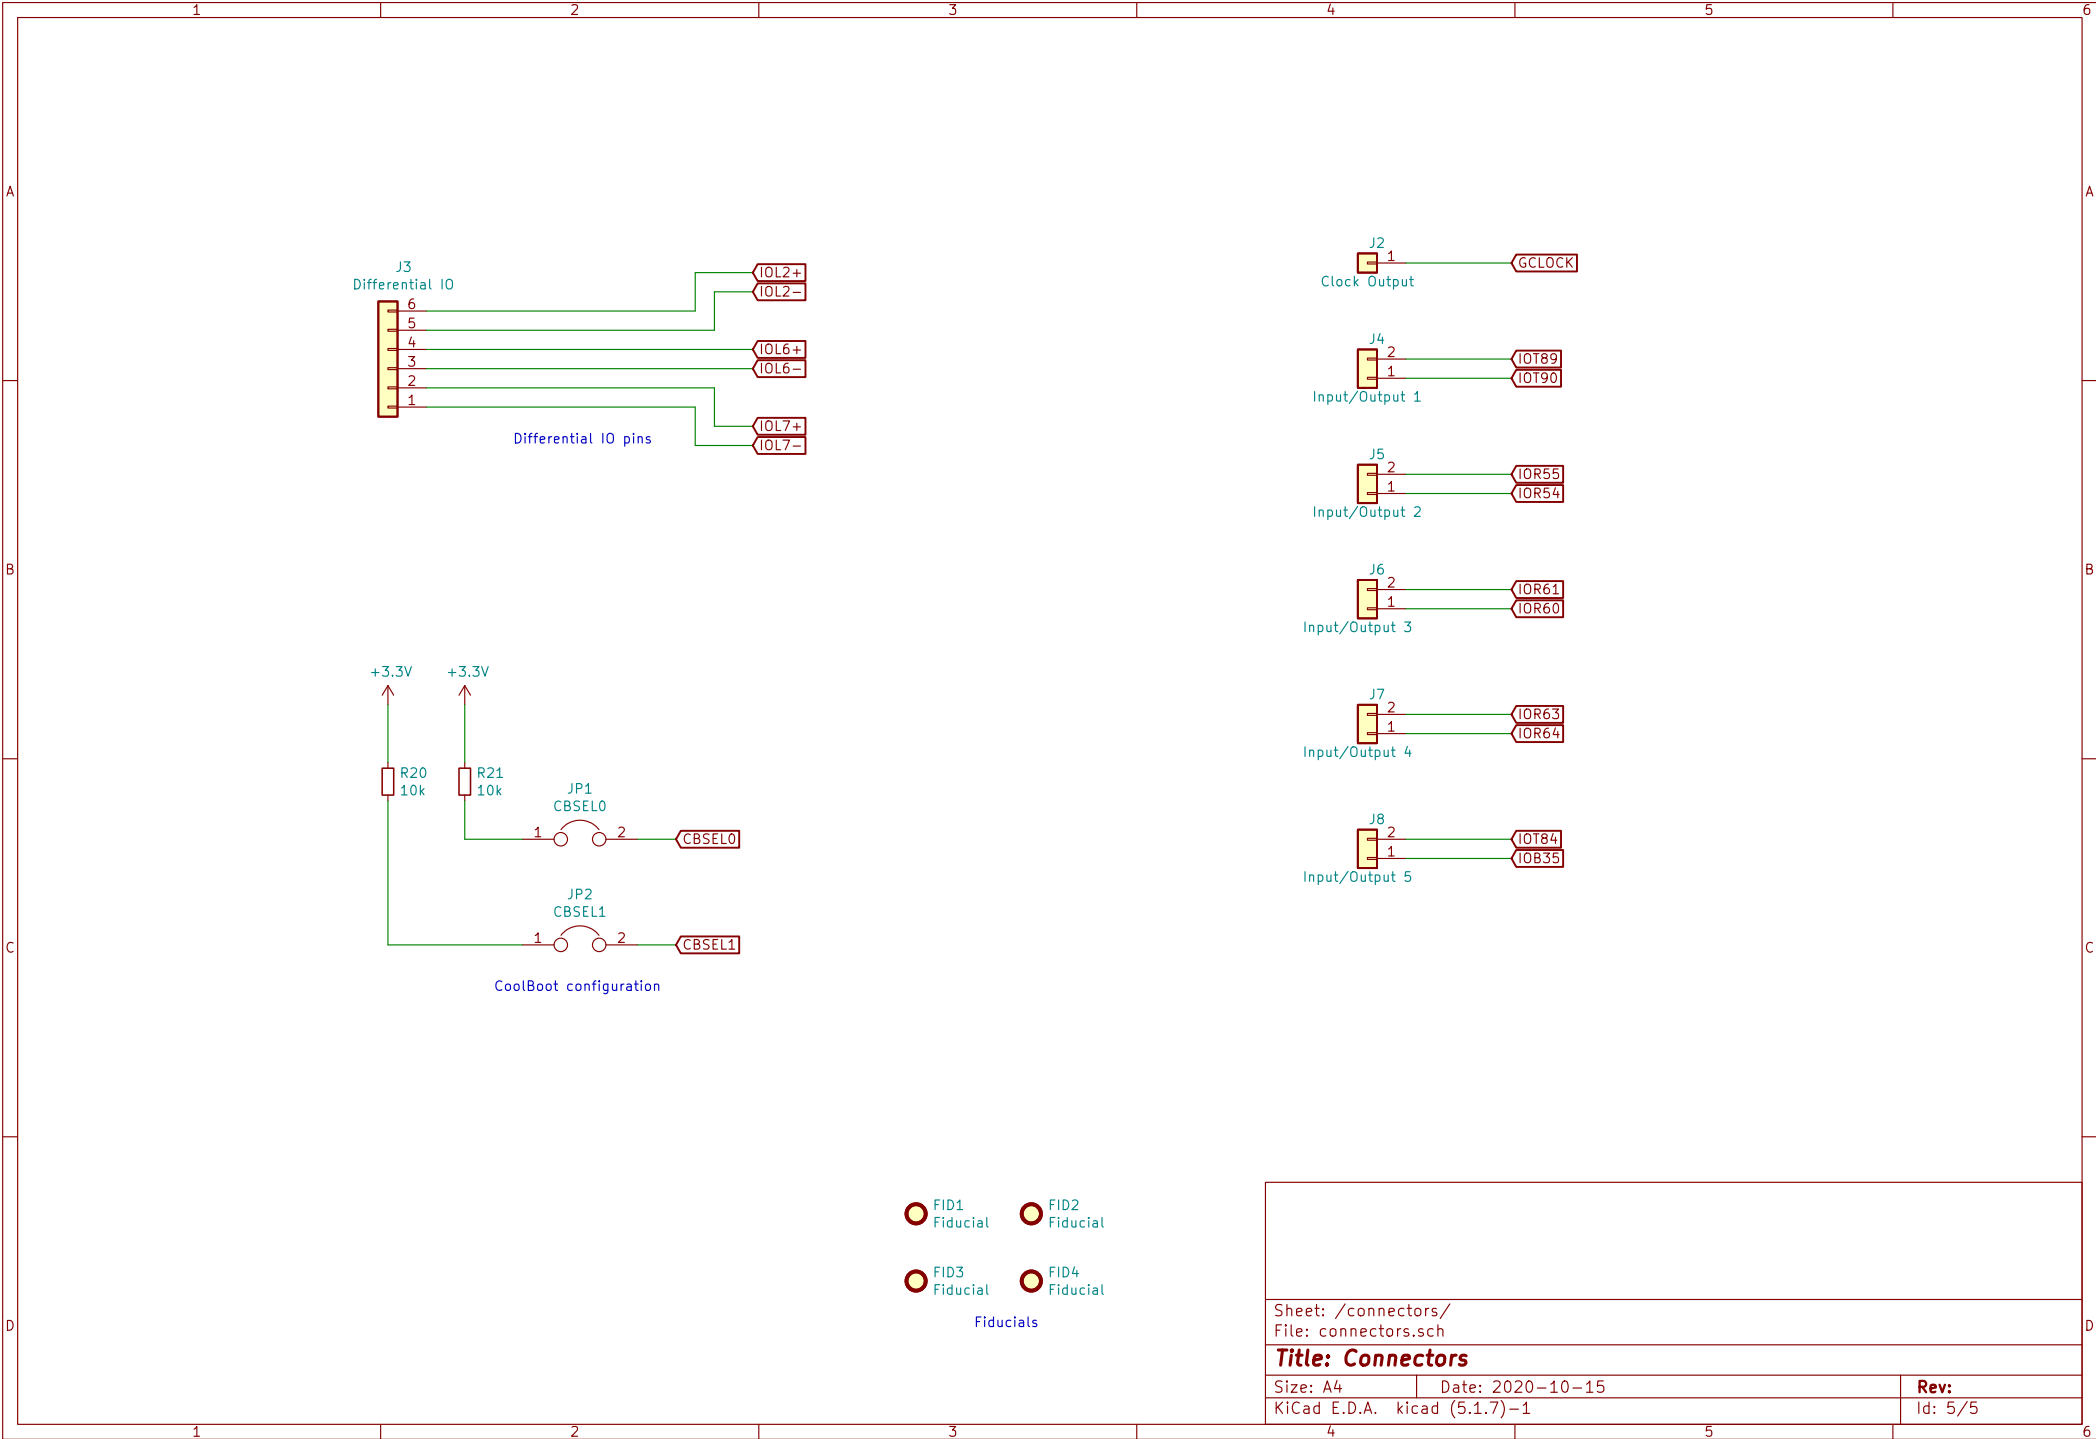 1 2 3 4 5 6
A A
B B
C C
D D
J3
Differential IO
6
5
4
3
2
1
IOL2+
IOL2-
IOL6+
IOL6-
IOL7+
IOL7-
Differential IO pins
J2
1
GCLOCK
Clock Output
J4
2
1
IOT89
IOT90
Input/Output 1
J5
2
1
IOR55
IOR54
Input/Output 2
J6
2
1
IOR61
IOR60
Input/Output 3
J7
2
1
IOR63
IOR64
Input/Output 4
J8
2
1
IOT84
IOB35
Input/Output 5
+3.3V +3.3V
R20
10k
R21
10k
JP1
CBSEL0
1 2
CBSEL0
JP2
CBSEL1
1 2
CBSEL1
CoolBoot configuration
FID1
Fiducial
FID2
Fiducial
FID3
Fiducial
FID4
Fiducial
Fiducials
Sheet: /connectors/
File: connectors.sch
Title: Connectors
Size: A4 Date: 2020-10-15 Rev:
KiCad E.D.A. kicad (5.1.7)-1 Id: 5/5
1 2 3 4 5 6